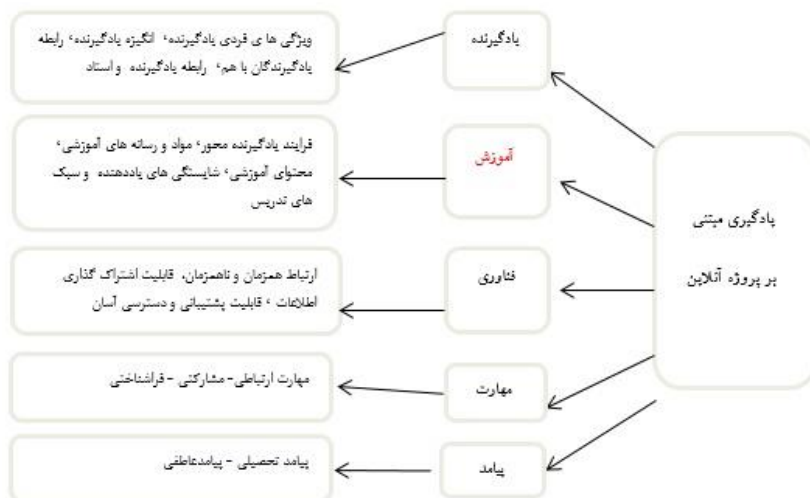 یادگیری مبتنی
بر پروژه آنلاین
یادگیرنده
ویژگی ها ی فردی یادگیرنده، انگیزه یادگیرنده، رابطه
یادگیرندگان با هم، رابطه یادگیرنده و استاد
آموزش
فرآیند یادگیرنده محور، مواد و رسانه های آموزشی،
محتوای آموزشی، شایستگی های یاددهنده و سبک
های تدریس
فناوری
ارتباط همزمان و ناهمزمان، قابلیت اشتراک گذاری
اطلاعات ، قابلیت پشتیبانی و دسترسی آسان
مهارت
مهارت ارتباطی- مشارکتی - فراشناختی
پیامد
پیامد تحصیلی - پیامدعاطفی